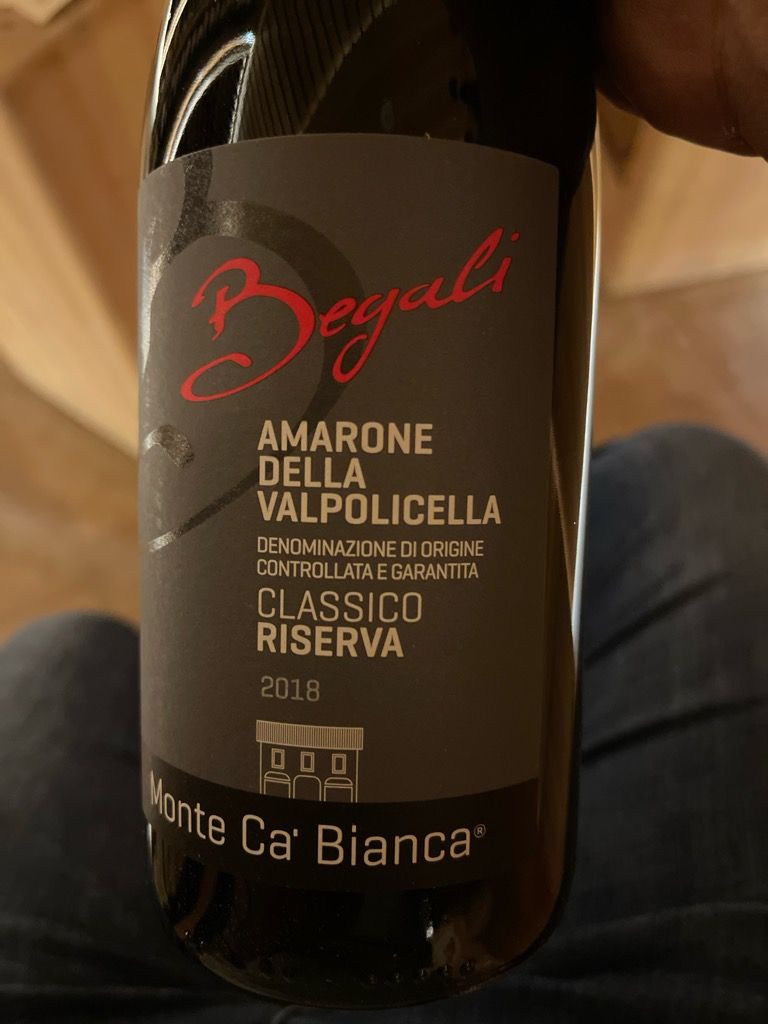 Begali
AMARONE
DELLA
VALPOLICELLA
DENOMINAZIONE DI ORIGINE
CONTROLLATA E GARANTITA
CLASSICO
RISERVA
2018
Monte Ca' Bianca®